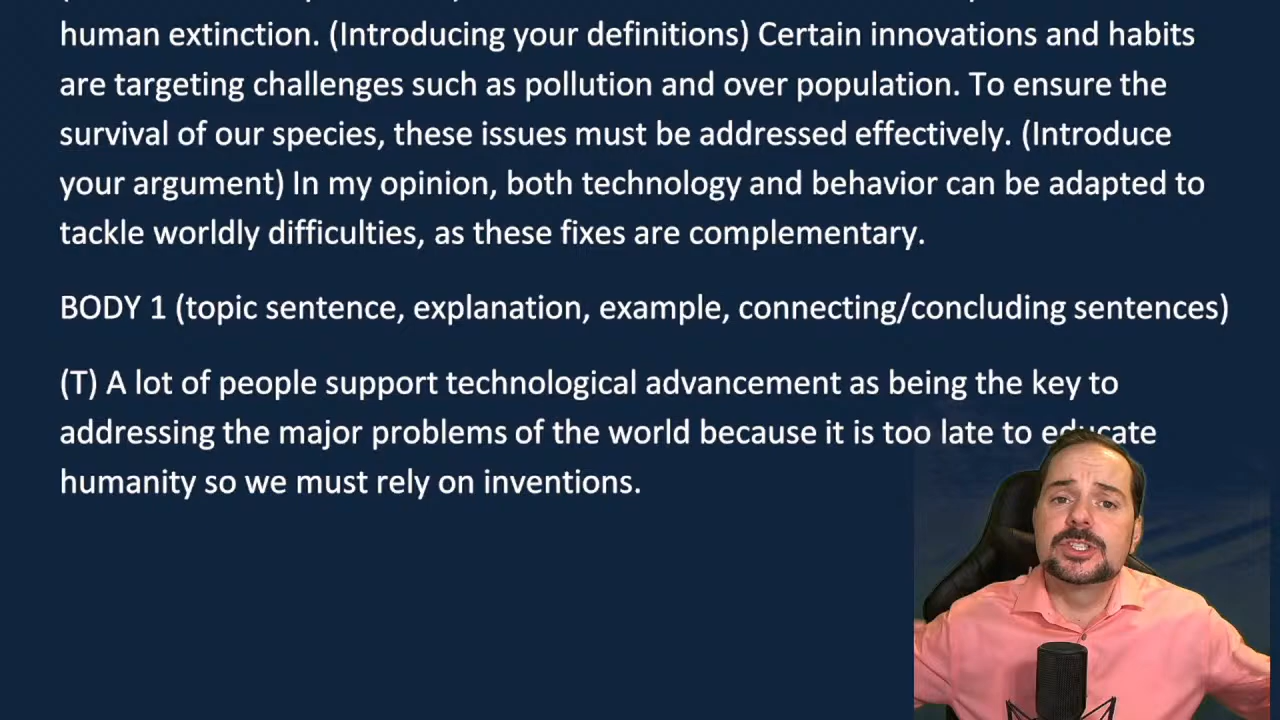 human extinction. (Introducing your definitions) Certain innovations and habits
are targeting challenges such as pollution and over population. To ensure the
survival of our species, these issues must be addressed effectively. (Introduce
your argument) In my opinion, both technology and behavior can be adapted to
tackle worldly difficulties, as these fixes are complementary.
BODY 1 (topic sentence, explanation, example, connecting/concluding sentences)
(T) A lot of people support technological advancement as being the key to
addressing the major problems of the world because it is too late to educate
humanity so we must rely on inventions.